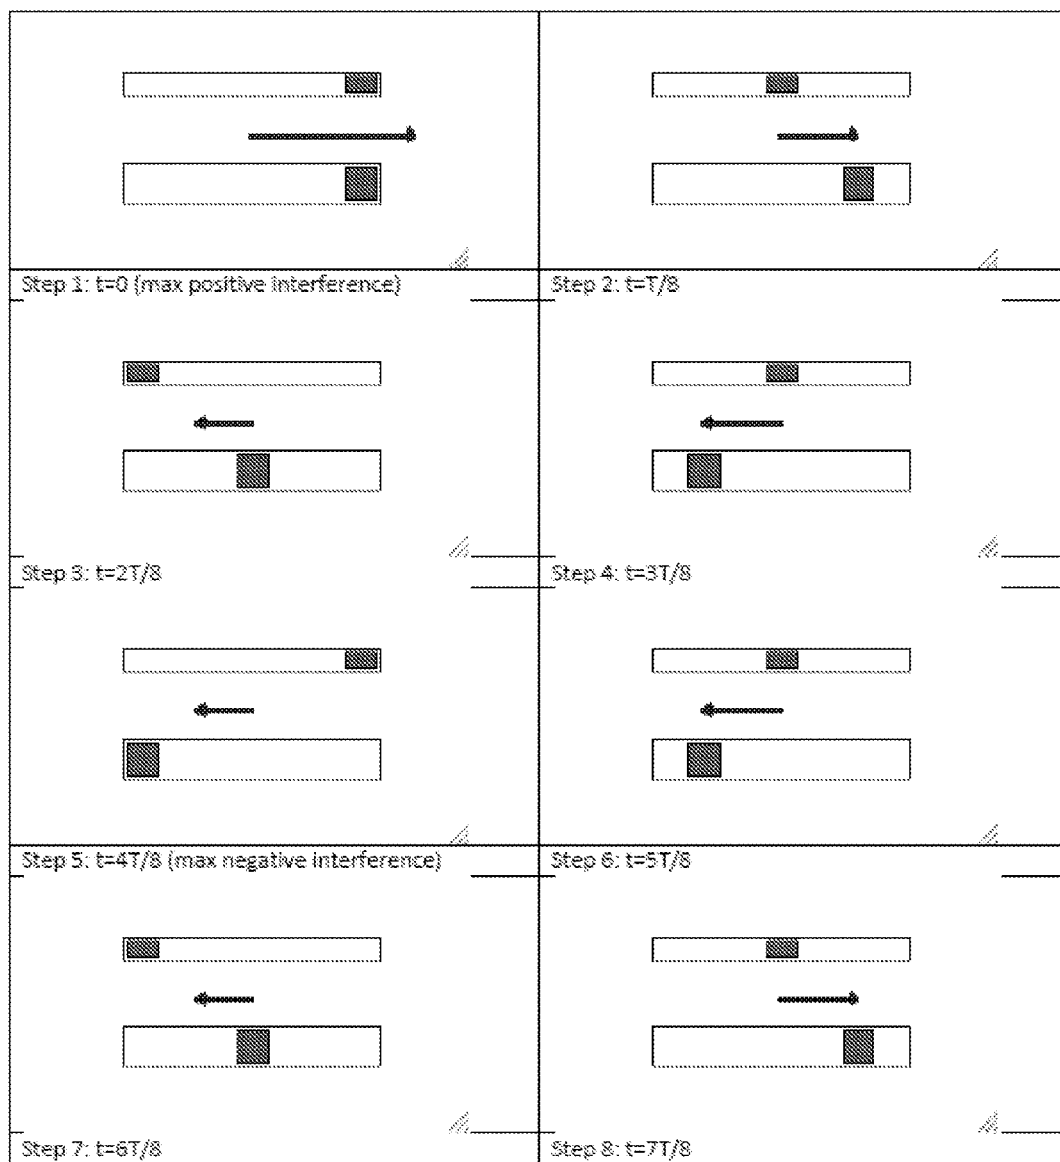 Step 1: t=0 (max positive interference)
Step 2: t=T/8
Step 3: t=2T/8
Step 4: t=3T/8
Step 5: t=4T/8 (max negative interference)
Step 6: t=5T/8
Step 7: t=6T/8
Step 8: t=7T/8